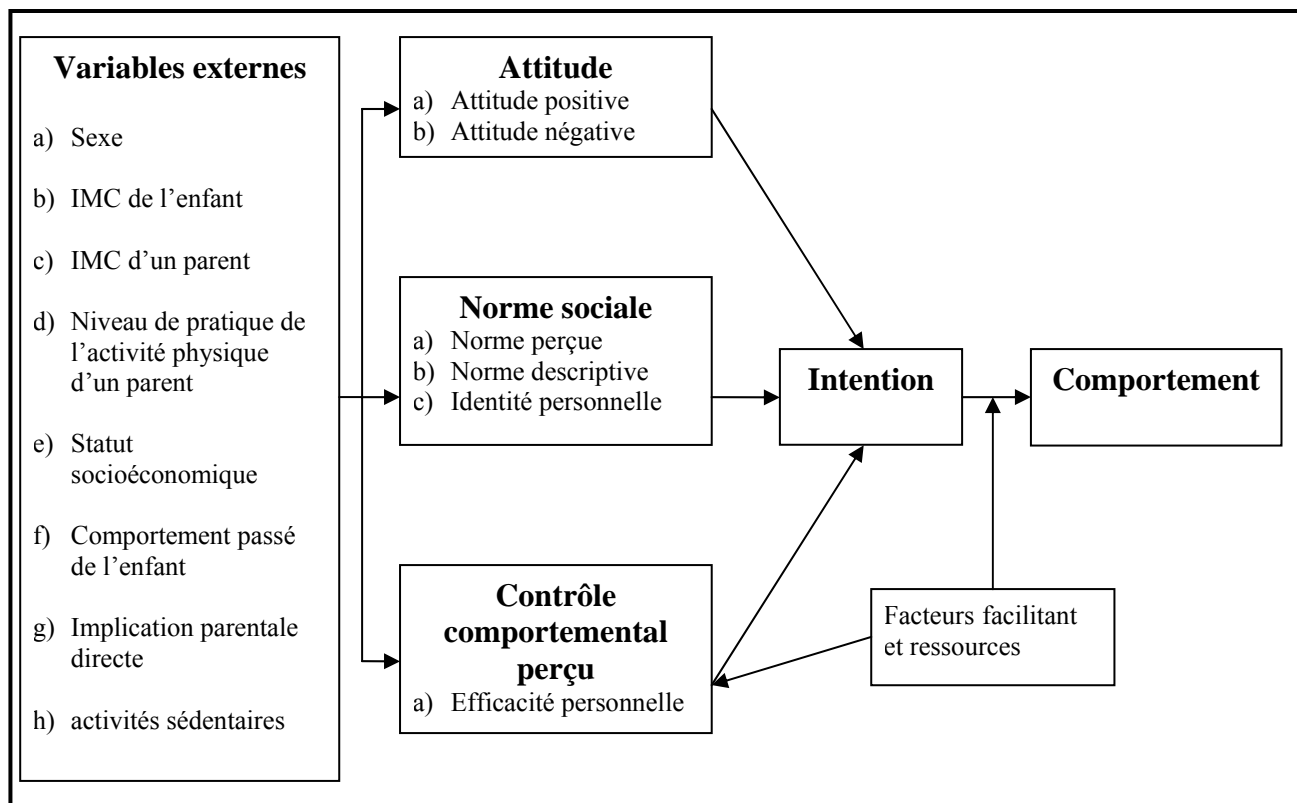 Variables externes
a) Sexe
b) IMC de l'enfant
c) IMC d'un parent
d) Niveau de pratique de
l'activité physique
d'un parent
e) Statut
socioéconomique
f) Comportement passé
de l'enfant
g) Implication parentale
directe
h) activités sédentaires
Attitude
a) Attitude positive
b) Attitude négative
Norme sociale
a) Norme perçue
b) Norme descriptive
c) Identité personnelle
Contrôle
comportemental
perçu
a) Efficacité personnelle
Intention
Comportement
Facteurs facilitant
et ressources